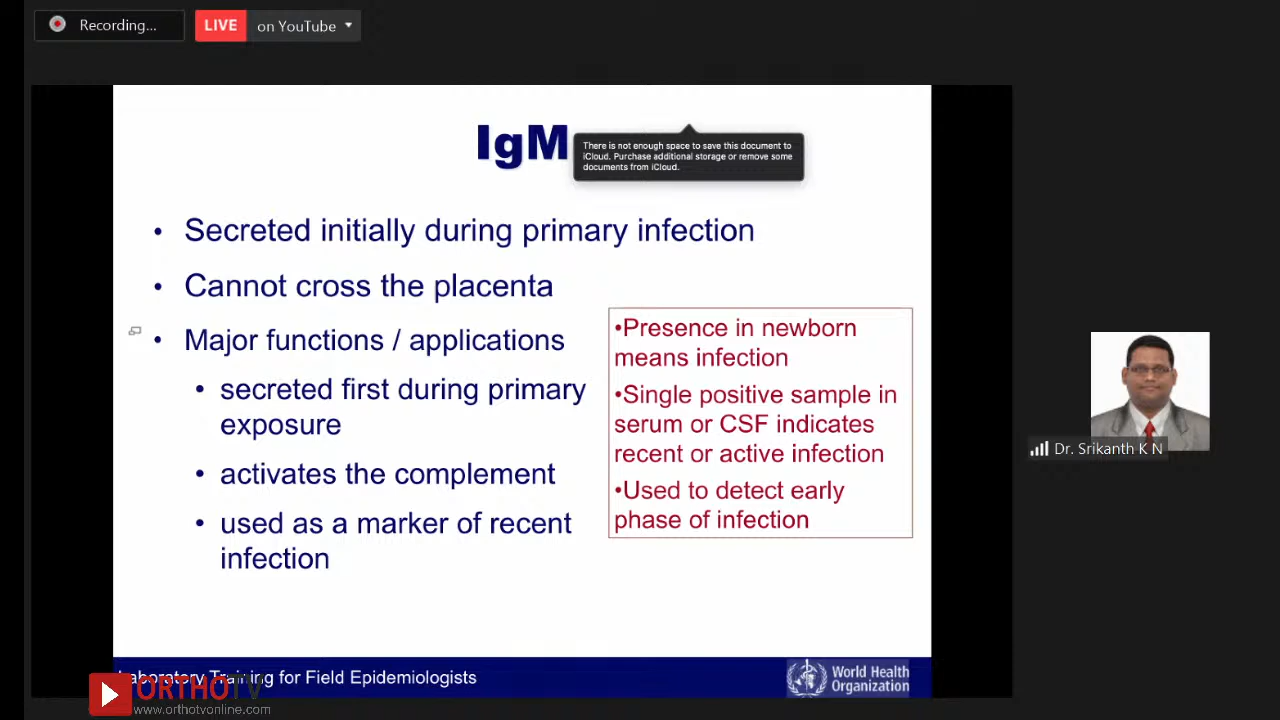 Recording...
LIVE on YouTube
IgM
There is not enough space to save this document to
iCloud. Purchase additional storage or remove some
documents from iCloud.
• Secreted initially during primary infection
• Cannot cross the placenta
• Major functions / applications
• secreted first during primary
exposure
• activates the complement
• used as a marker of recent
infection
•Presence in newborn
means infection
•Single positive sample in
serum or CSF indicates
recent or active infection
•Used to detect early
phase of infection
Dr. Srikanth K N
Laboratory Training for Field Epidemiologists
World Health
Organization
ORTHOTV
www.orthotvonline.com